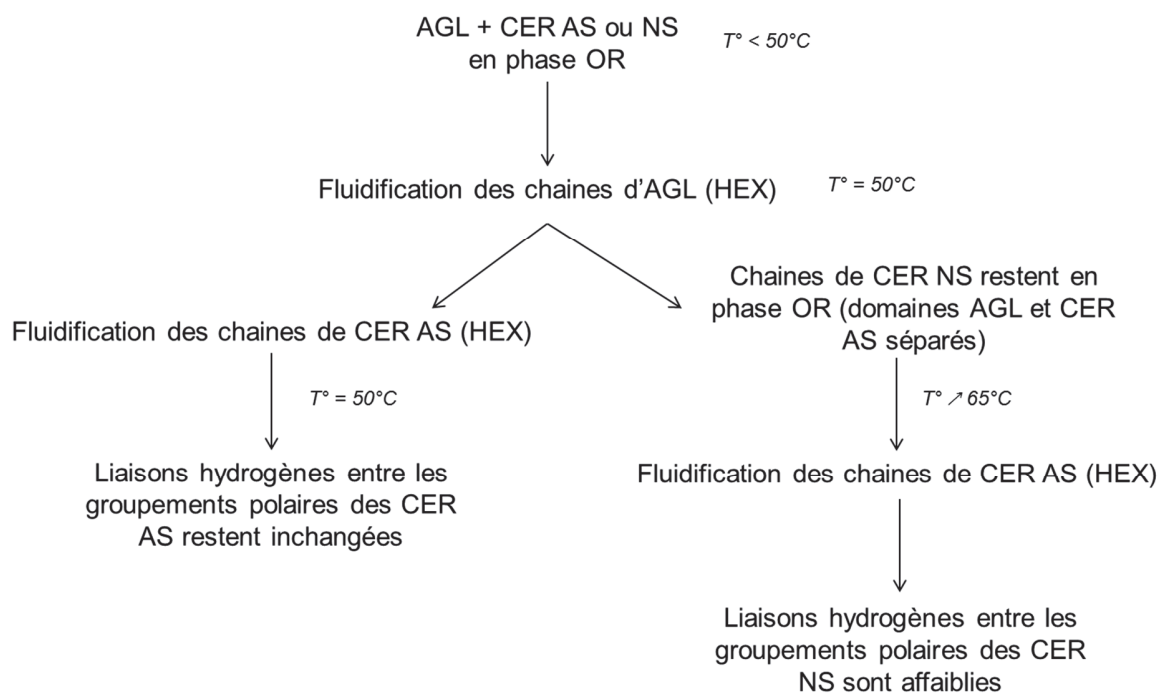 AGL + CER AS ou NS
en phase OR
T° < 50°C
Fluidification des chaines d'AGL (HEX)
T° = 50°C
Fluidification des chaines de CER AS (HEX)
Chaines de CER NS restent en
phase OR (domaines AGL et CER
AS séparés)
T° = 50°C
T° ↗ 65°C
Liaisons hydrogènes entre les
groupements polaires des CER
AS restent inchangées
Fluidification des chaines de CER AS (HEX)
Liaisons hydrogènes entre les
groupements polaires des CER
NS sont affaiblies